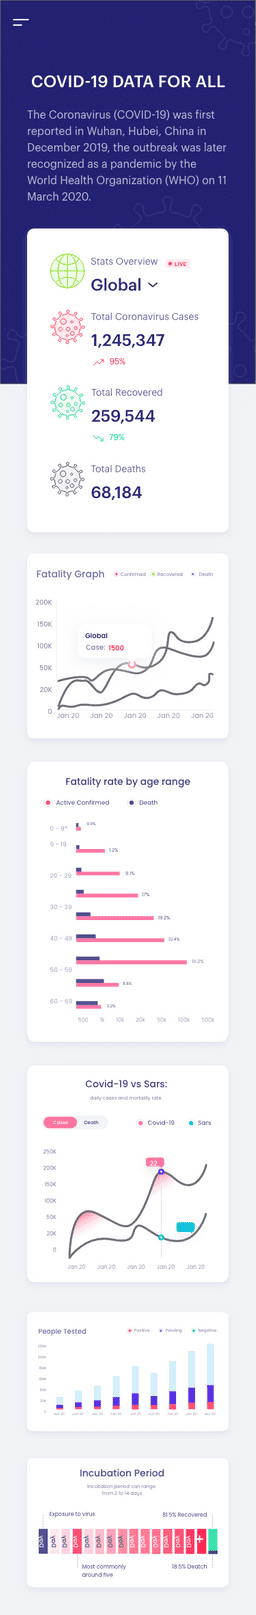 COVID-19 DATA FOR ALL
The Coronavirus (COVID-19) was first
reported in Wuhan, Hubei, China in
December 2019, the outbreak was later
recognized as a pandemic by the
World Health Organization (WHO) on 11
March 2020.
Stats Overview
LIVE
Global
Total Coronavirus Cases
1,245,347
95%
Total Recovered
259,544
79%
Total Deaths
68,184
Fatality Graph
Confirmed Recovered Death
200K
150K
100K
50K
20K
0
Global
Case: 1500
Jan 20 Jan 20 Jan 20 Jan 20 Jan 20
Fatality rate by age range
Active Confirmed Death
0 - 9*
9 - 19
20 - 29
30 - 39
40 - 49
50 - 59
60 - 69
17%
19.2%
500 1k 10k 20k 50k 100k 500k
Covid-19 vs Sars:
daily cases and mortality rate
Cases Death
Covid-19 Sars
250K
200K
150K
100K
50K
20K
0
22
Jan 20 Jan 20 Jan 20 Jan 20 Jan 20
People Tested
Positive Pending Negative
Incubation Period
Incubation period can range
from 2 to 14 days
Exposure to virus
81.5% Recovered
Most commonly
around five
18.5% Deatch